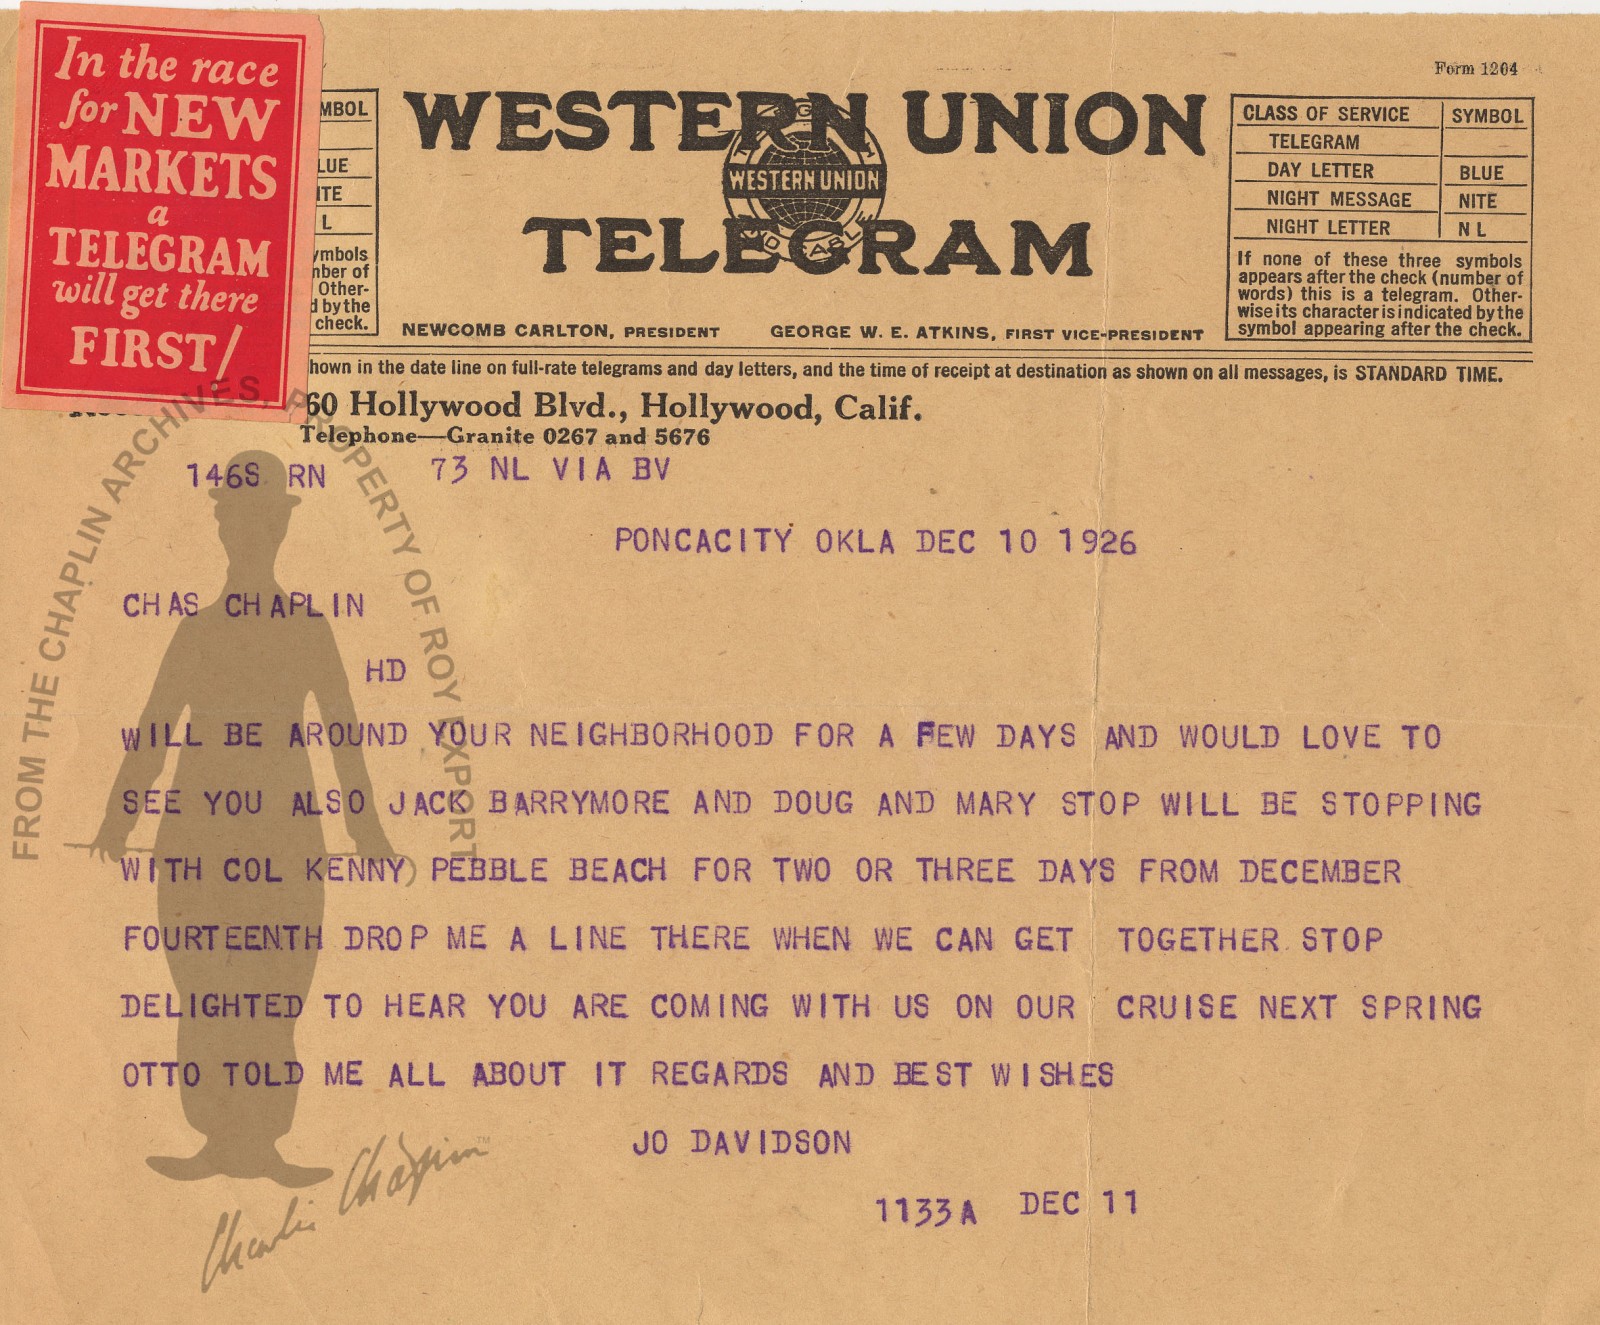 In the race
for NEW
MARKETS
a
TELEGRAM
will get there
FIRST!
Form 1204
WESTERN UNION
WESTERN UNION
TELEGRAM
MBOL
LUE
ITE
L
ymbols
mber of
Other-
d by the
check.
NEWCOMB CARLTON, PRESIDENT
GEORGE W. E. ATKINS, FIRST VICE-PRESIDENT
CLASS OF SERVICE SYMBOL
TELEGRAM
DAY LETTER BLUE
NIGHT MESSAGE NITE
NIGHT LETTER N L
If none of these three symbols
appears after the check (number of
words) this is a telegram. Other-
wise its character is indicated by the
symbol appearing after the check.
hown in the date line on full-rate telegrams and day letters, and the time of receipt at destination as shown on all messages, is STANDARD TIME.
60 Hollywood Blvd., Hollywood, Calif.
Telephone—Granite 0267 and 5676
146S RN 73 NL VIA BV
PONCACITY OKLA DEC 10 1926
CHAS CHAPLIN
HD
WILL BE AROUND YOUR NEIGHBORHOOD FOR A FEW DAYS AND WOULD LOVE TO
SEE YOU ALSO JACK BARRYMORE AND DOUG AND MARY STOP WILL BE STOPPING
WITH COL KENNY PEBBLE BEACH FOR TWO OR THREE DAYS FROM DECEMBER
FOURTEENTH DROP ME A LINE THERE WHEN WE CAN GET TOGETHER STOP
DELIGHTED TO HEAR YOU ARE COMING WITH US ON OUR CRUISE NEXT SPRING
OTTO TOLD ME ALL ABOUT IT REGARDS AND BEST WISHES
JO DAVIDSON
1133A DEC 11
FROM THE CHAPLIN ARCHIVES, PROPERTY OF ROY EXPORT
Charlie Chaplin™